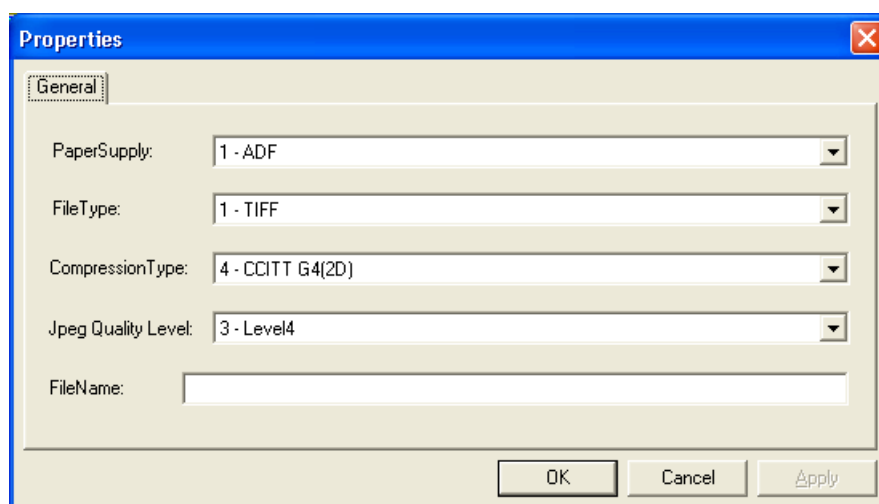 Properties
General
PaperSupply: 1 - ADF
FileType: 1 - TIFF
CompressionType: 4 - CCITT G4(2D)
Jpeg Quality Level: 3 - Level4
FileName:
OK Cancel Apply